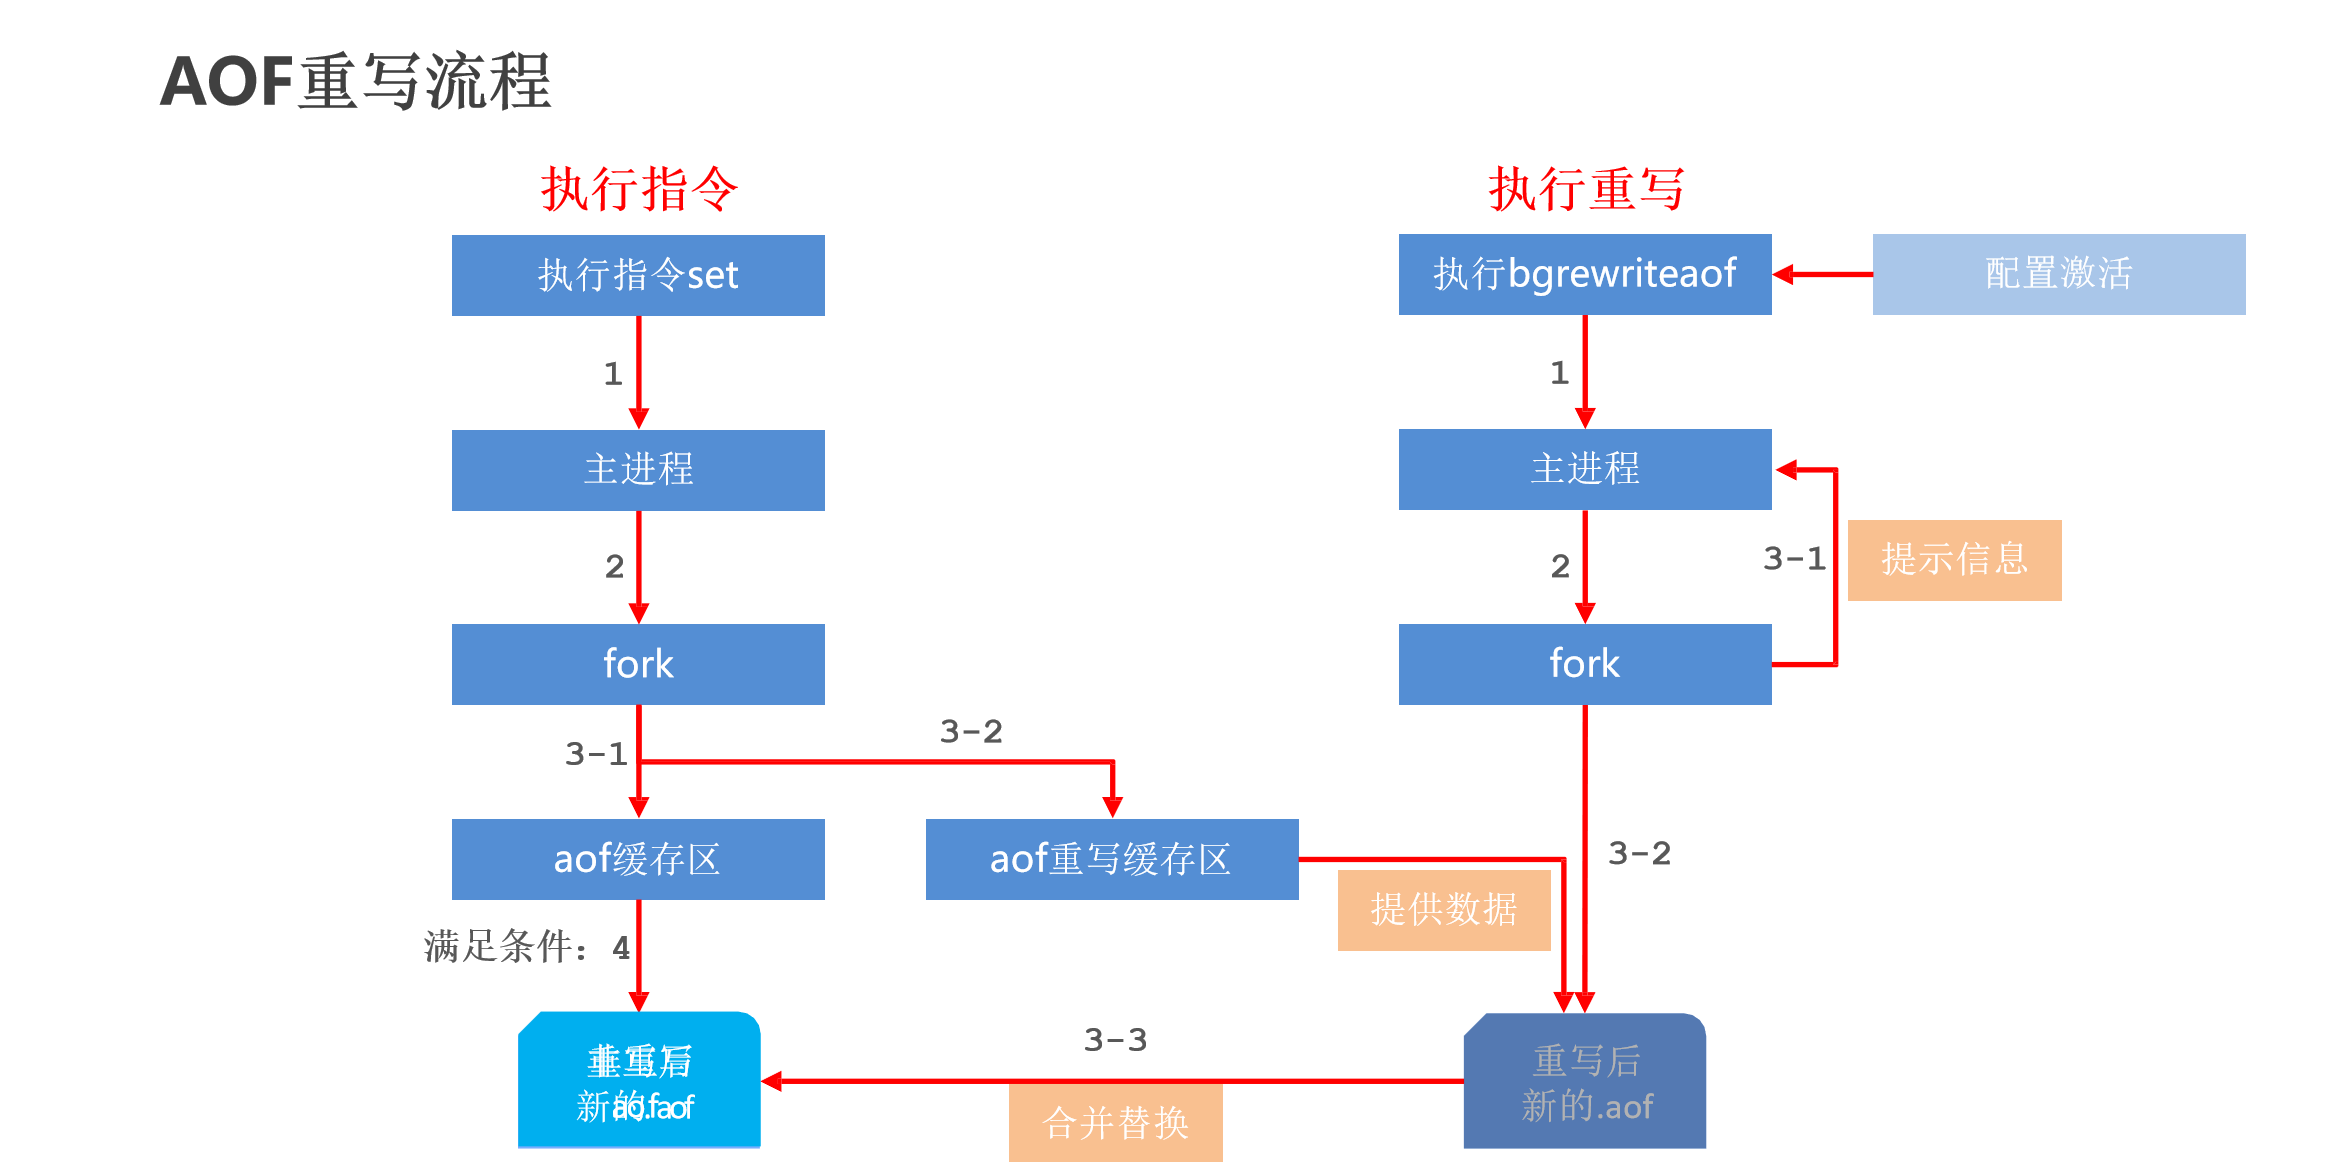 AOF重写流程
执行指令
执行重写
执行指令set
执行bgrewriteaof
配置激活
1
1
主进程
主进程
2
2
3-1
提示信息
fork
fork
3-1
3-2
aof缓存区
aof重写缓存区
3-2
提供数据
满足条件：4
3-3
重写后
新的.aof
合并替换